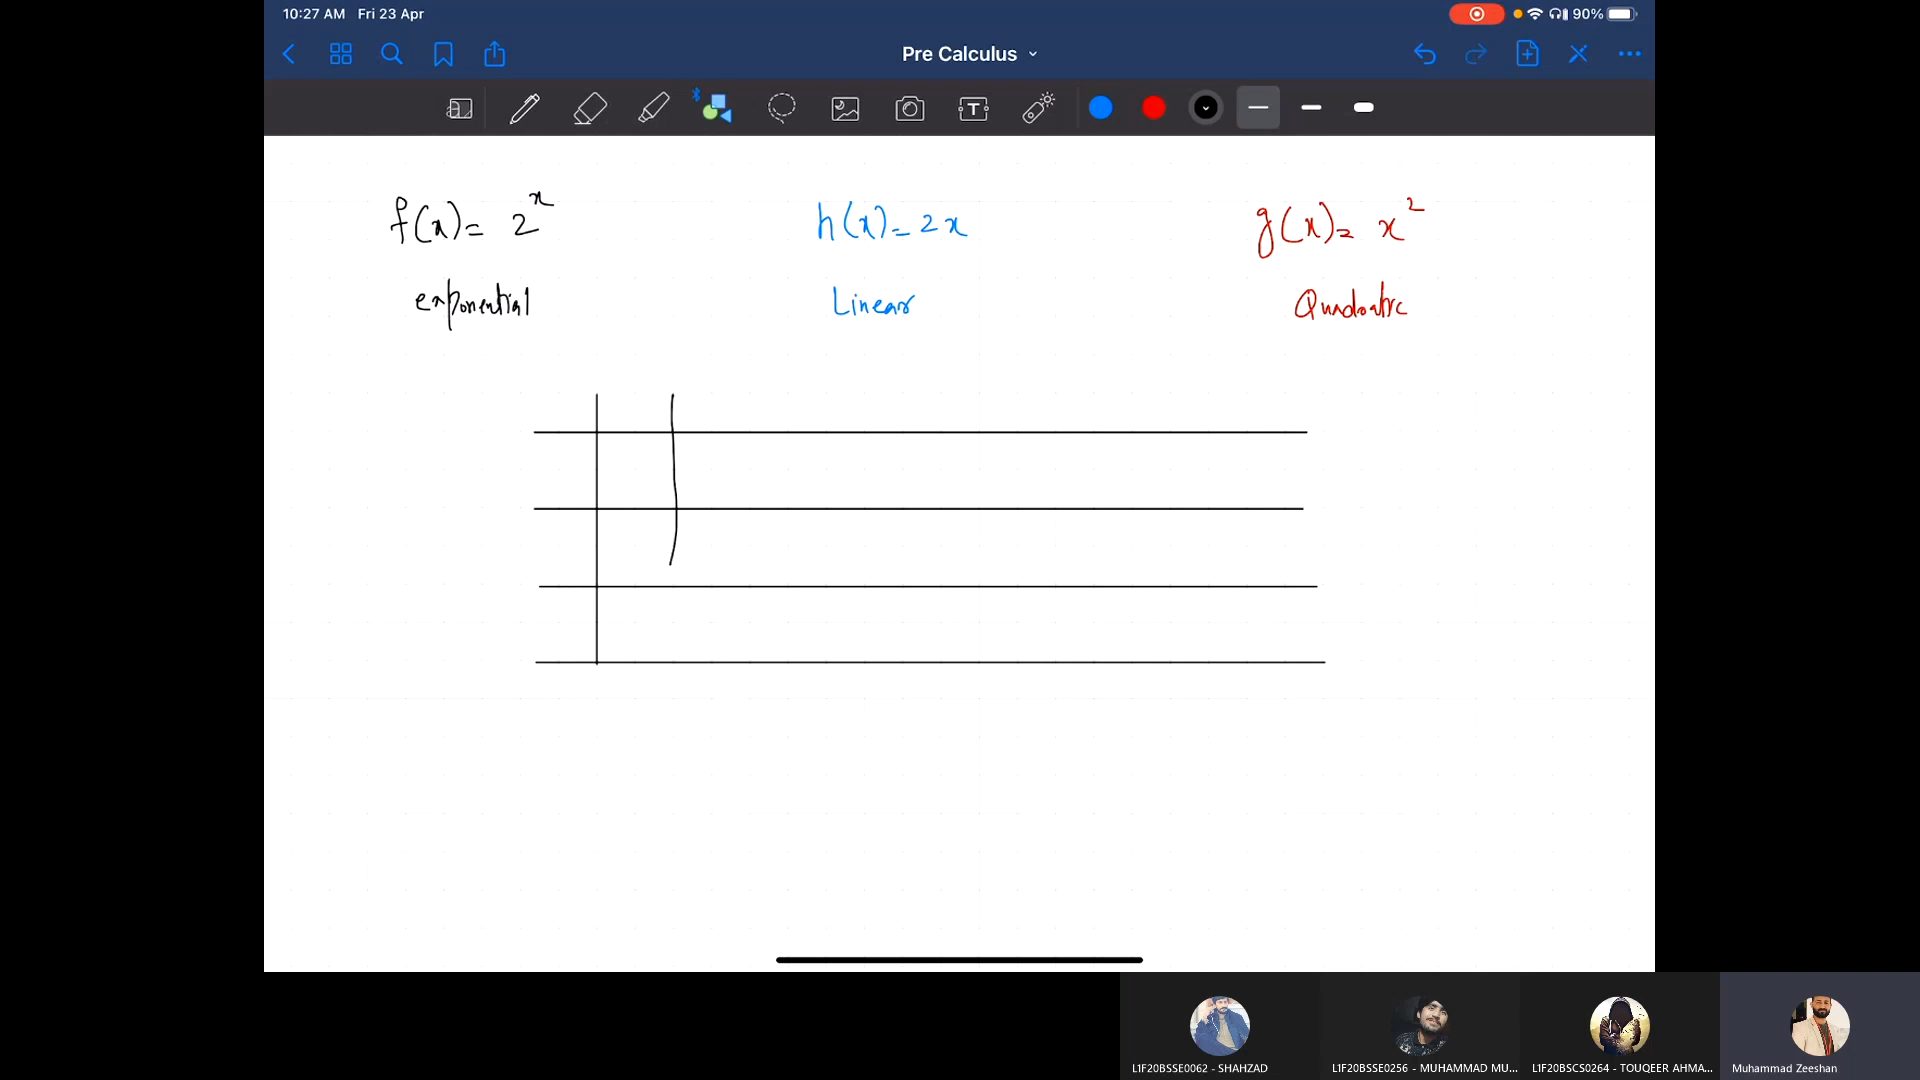 10:27 AM Fri 23 Apr
90%
Pre Calculus
T
f(x)= 2^x
h(x)=2x
g(x)= x^2
exponential
Linear
Quadratic
L1F20BSSE0062 - SHAHZAD
L1F20BSSE0256 - MUHAMMAD MU...
L1F20BSCS0264 - TOUQEER AHMA...
Muhammad Zeeshan